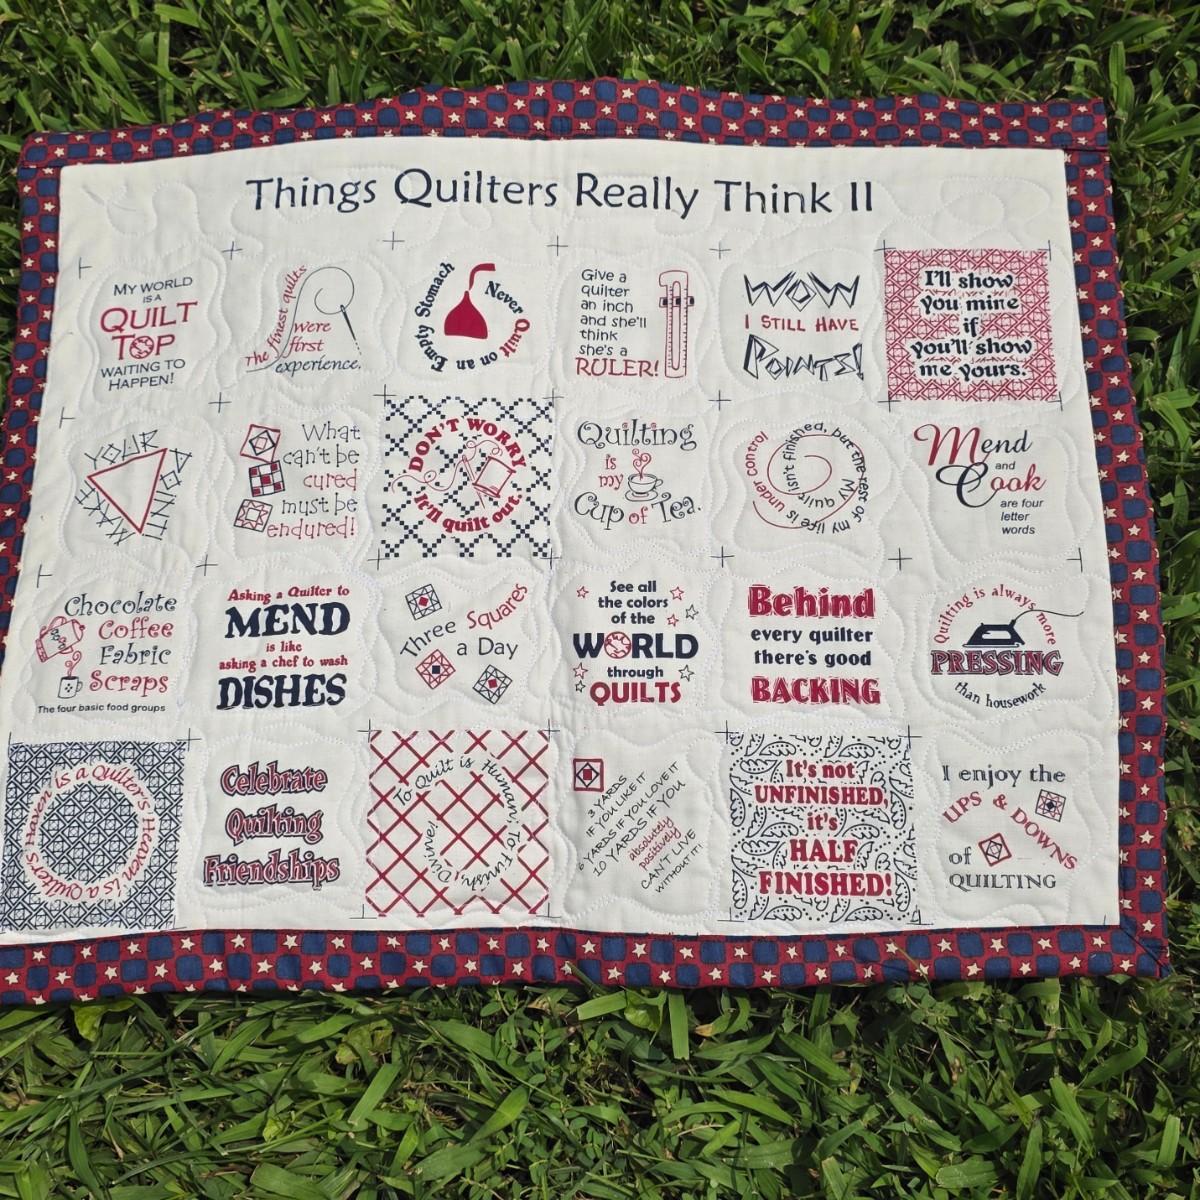 Things Quilters Really Think II
MY WORLD
IS A
QUILT
TOP
WAITING TO
HAPPEN!
The finest quilts
were
first
experience.
Never Quilt on an Empty Stomach
Give a
quilter
an inch
and she'll
think
she's a
RULER!
WOW
I STILL HAVE
POINTS!
I'll show
you mine
if
you'll show
me yours.
MAKE YOUR POINT
What
can't be
cured
must be
endured!
DON'T WORRY
It'll quilt out.
Quilting
is
my
Cup of Tea.
My quilt isn't finished, but the rest of my life is under control
Mend
and
Cook
are four
letter
words
Chocolate
Coffee
Fabric
Scraps
The four basic food groups
Asking a Quilter to
MEND
is like
asking a chef to wash
DISHES
Three Squares
a Day
See all
the colors
of the
WORLD
through
QUILTS
Behind
every quilter
there's good
BACKING
Quilting is always more
PRESSING
than housework
is a Quilter's Heaven is a Quilter's Haven
Celebrate
Quilting
Friendships
To Quilt is Human, To Finish, Divine!
3 YARDS
IF YOU LIKE IT
6 YARDS IF YOU LOVE IT
10 YARDS IF YOU
absolutely
positively
CAN'T LIVE
WITHOUT IT!
It's not
UNFINISHED,
it's
HALF
FINISHED!
I enjoy the
UPS & DOWNS
of
QUILTING